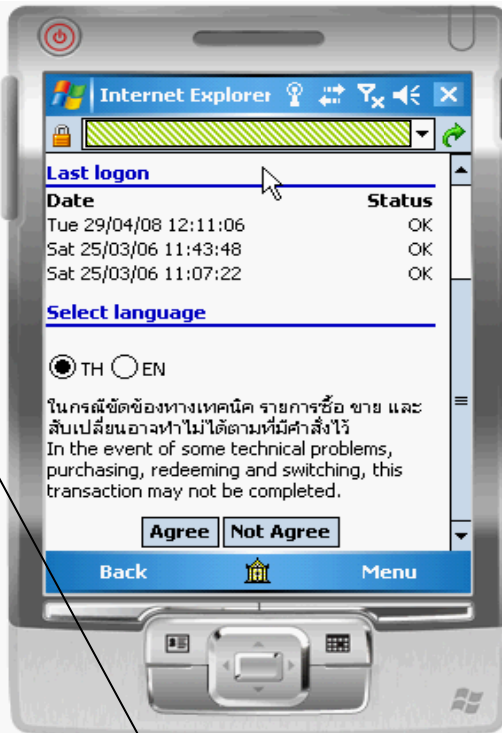 Internet Explorer
Last logon
Date Status
Tue 29/04/08 12:11:06 OK
Sat 25/03/06 11:43:48 OK
Sat 25/03/06 11:07:22 OK
Select language
TH EN
ในกรณีขัดข้องทางเทคนิค รายการซื้อ ขาย และ
สับเปลี่ยนอาจทำไม่ได้ตามที่มีคำสั่งไว้
In the event of some technical problems,
purchasing, redeeming and switching, this
transaction may not be completed.
Agree Not Agree
Back Menu